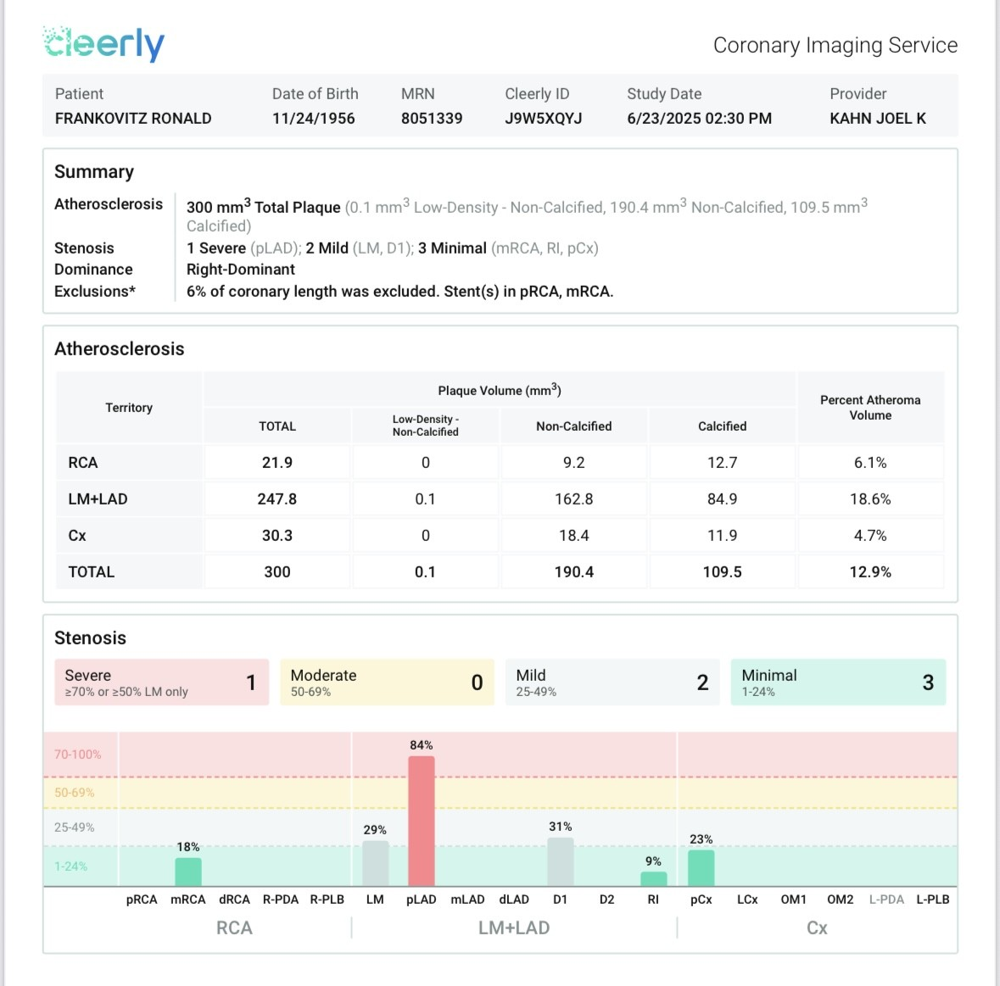 cleerly
Coronary Imaging Service
Patient Date of Birth MRN Cleerly ID Study Date Provider
FRANKOVITZ RONALD 11/24/1956 8051339 J9W5XQYJ 6/23/2025 02:30 PM KAHN JOEL K
Summary
Atherosclerosis 300 mm³ Total Plaque (0.1 mm³ Low-Density - Non-Calcified, 190.4 mm³ Non-Calcified, 109.5 mm³
Calcified)
Stenosis 1 Severe (pLAD); 2 Mild (LM, D1); 3 Minimal (mRCA, RI, pCx)
Dominance Right-Dominant
Exclusions* 6% of coronary length was excluded. Stent(s) in pRCA, mRCA.
Atherosclerosis
Territory Plaque Volume (mm³) Percent Atheroma
Volume
TOTAL Low-Density -
Non-Calcified Non-Calcified Calcified
RCA 21.9 0 9.2 12.7 6.1%
LM+LAD 247.8 0.1 162.8 84.9 18.6%
Cx 30.3 0 18.4 11.9 4.7%
TOTAL 300 0.1 190.4 109.5 12.9%
Stenosis
Severe 1
≥70% or ≥50% LM only
Moderate 0
50-69%
Mild 2
25-49%
Minimal 3
1-24%
70-100%
50-69%
25-49%
1-24%
18% 29% 84% 31% 9% 23%
pRCA mRCA dRCA R-PDA R-PLB LM pLAD mLAD dLAD D1 D2 RI pCx LCx OM1 OM2 L-PDA L-PLB
RCA LM+LAD Cx